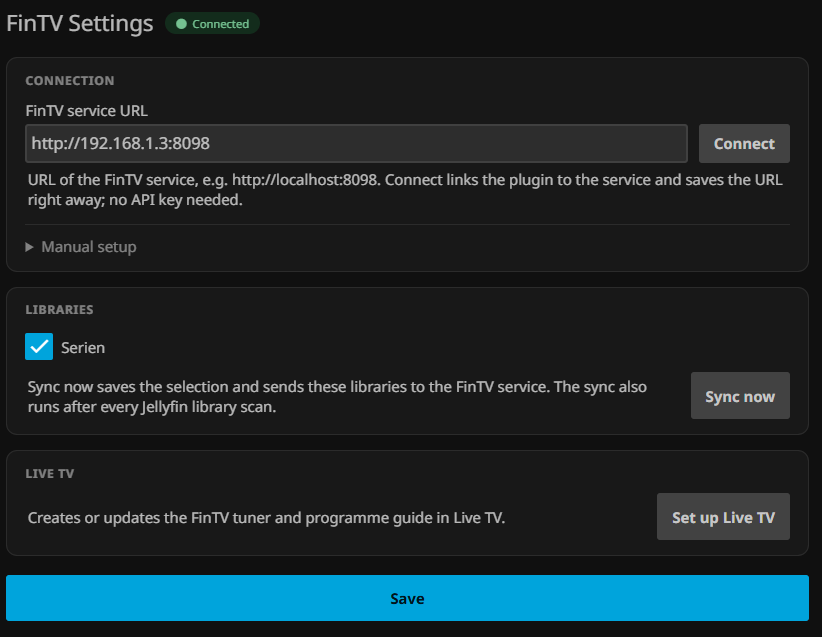 FinTV Settings
Connected
CONNECTION
FinTV service URL
http://192.168.1.3:8098
Connect
URL of the FinTV service, e.g. http://localhost:8098. Connect links the plugin to the service and saves the URL
right away; no API key needed.
Manual setup
LIBRARIES
Serien
Sync now saves the selection and sends these libraries to the FinTV service. The sync also
runs after every Jellyfin library scan.
Sync now
LIVE TV
Creates or updates the FinTV tuner and programme guide in Live TV.
Set up Live TV
Save